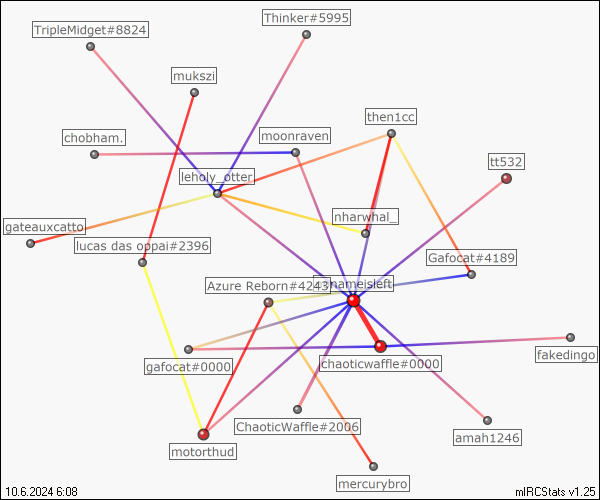 Thinker#5995
TripleMidget#8824
mukszi
then1cc
chobham.
moonraven
tt532
leholy_otter
nharwhal_
gateauxcatto
lucas das oppai#2396
Gafocat#4189
Azure Reborn#4243
nameisleft
fakedingo
gafocat#0000
chaoticwaffle#0000
ChaoticWaffle#2006
amah1246
motorthud
mercurybro
10.6.2024 6:08
mIRCStats v1.25